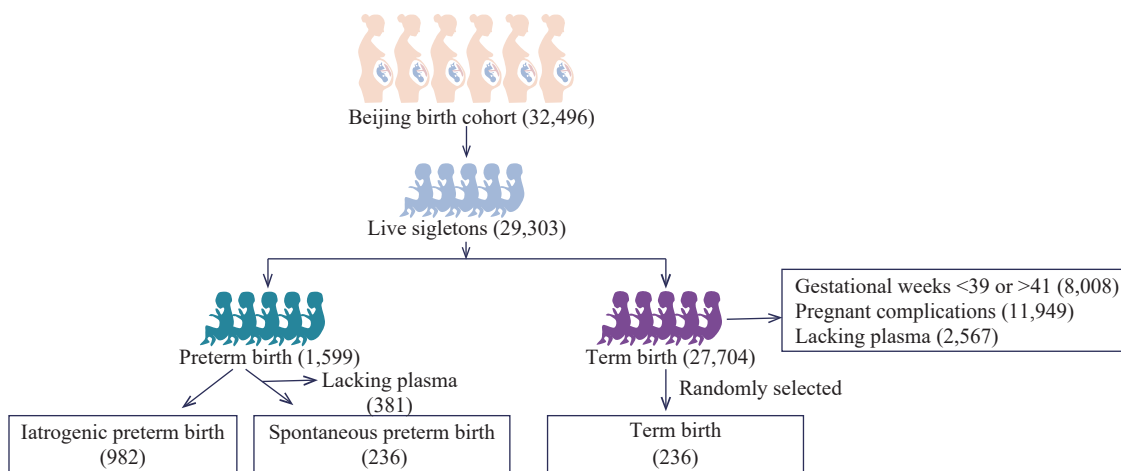 Beijing birth cohort (32,496)
Live sigletons (29,303)
Preterm birth (1,599)
Term birth (27,704)
Gestational weeks <39 or >41 (8,008)
Pregnant complications (11,949)
Lacking plasma (2,567)
Lacking plasma
(381)
Randomly selected
Iatrogenic preterm birth
(982)
Spontaneous preterm birth
(236)
Term birth
(236)